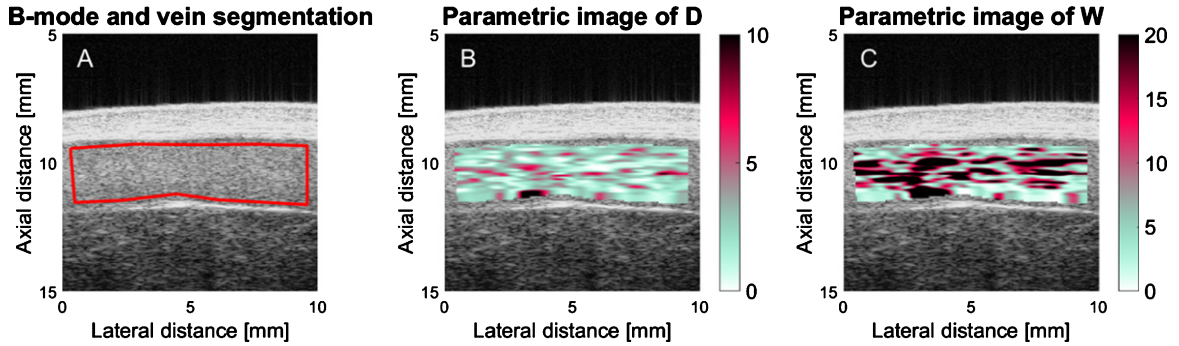 B-mode and vein segmentation
Parametric image of D
Parametric image of W
A
B
C
5
10
15
0
5
10
Axial distance [mm]
Lateral distance [mm]
5
10
15
0
5
10
Axial distance [mm]
Lateral distance [mm]
10
5
0
5
10
15
0
5
10
Axial distance [mm]
Lateral distance [mm]
20
15
10
5
0